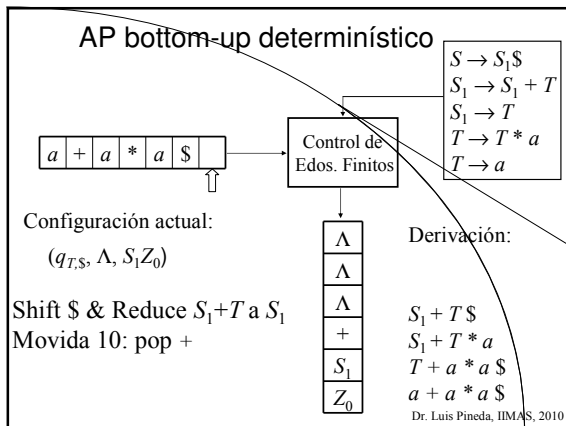 AP bottom-up determinístico
S → S₁$
S₁ → S₁ + T
S₁ → T
T → T * a
T → a
a + a * a $
Control de
Edos. Finitos
Configuración actual:
(q_{T,$}, Λ, S₁Z₀)
Shift $ & Reduce S₁+T a S₁
Movida 10: pop +
Λ
Λ
Λ
+
S₁
Z₀
Derivación:
S₁ + T $
S₁ + T * a
T + a * a $
a + a * a $
Dr. Luis Pineda, IIMAS, 2010